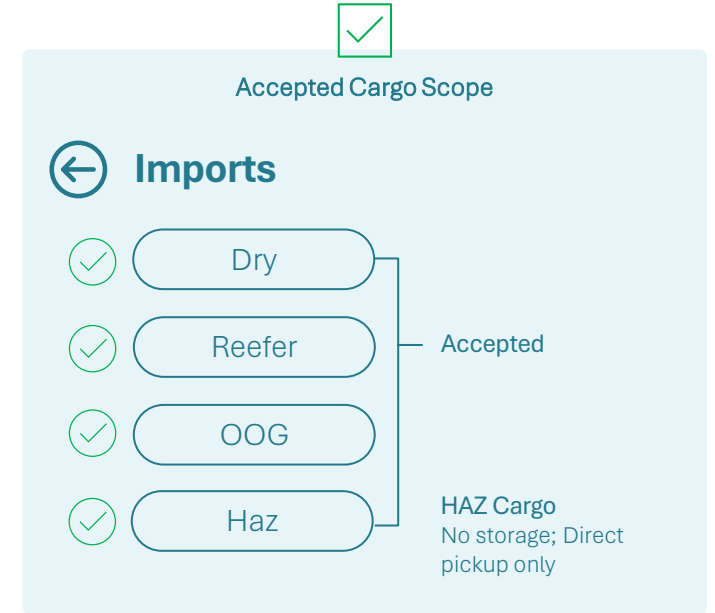 Accepted Cargo Scope
Imports
Dry
Reefer
Accepted
OOG
Haz
HAZ Cargo
No storage; Direct
pickup only